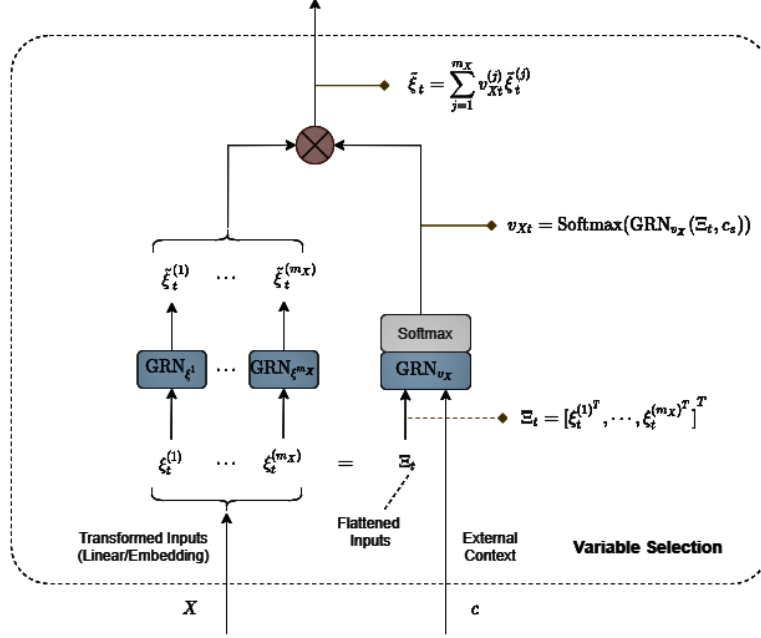 ξ̃_t = ∑_{j=1}^{m_X} v_{Xt}^{(j)} ξ̃_t^{(j)}
v_{Xt} = Softmax(GRN_{v_X}(Ξ_t, c_s))
ξ̃_t^{(1)} ... ξ̃_t^{(m_X)}
Softmax
GRN_{ξ^1} ... GRN_{ξ^{m_X}} GRN_{v_X}
Ξ_t = [ξ_t^{(1)^T}, ⋯, ξ_t^{(m_X)^T}]^T
ξ_t^{(1)} ... ξ_t^{(m_X)} = Ξ_t
Flattened
Inputs
Transformed Inputs
(Linear/Embedding)
External
Context
Variable Selection
X c